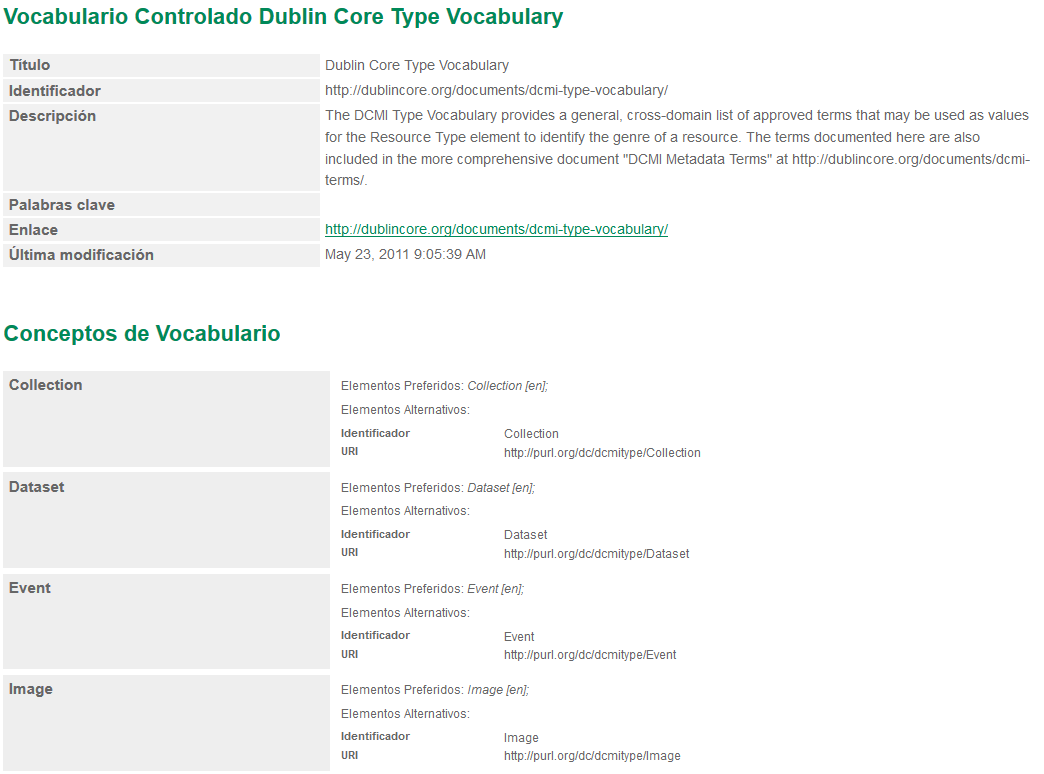 Vocabulario Controlado Dublin Core Type Vocabulary
Título Dublin Core Type Vocabulary
Identificador http://dublincore.org/documents/dcmi-type-vocabulary/
Descripción The DCMI Type Vocabulary provides a general, cross-domain list of approved terms that may be used as values
for the Resource Type element to identify the genre of a resource. The terms documented here are also
included in the more comprehensive document "DCMI Metadata Terms" at http://dublincore.org/documents/dcmi-
terms/.
Palabras clave
Enlace http://dublincore.org/documents/dcmi-type-vocabulary/
Última modificación May 23, 2011 9:05:39 AM
Conceptos de Vocabulario
Collection Elementos Preferidos: Collection [en];
Elementos Alternativos:
Identificador Collection
URI http://purl.org/dc/dcmitype/Collection
Dataset Elementos Preferidos: Dataset [en];
Elementos Alternativos:
Identificador Dataset
URI http://purl.org/dc/dcmitype/Dataset
Event Elementos Preferidos: Event [en];
Elementos Alternativos:
Identificador Event
URI http://purl.org/dc/dcmitype/Event
Image Elementos Preferidos: Image [en];
Elementos Alternativos:
Identificador Image
URI http://purl.org/dc/dcmitype/Image